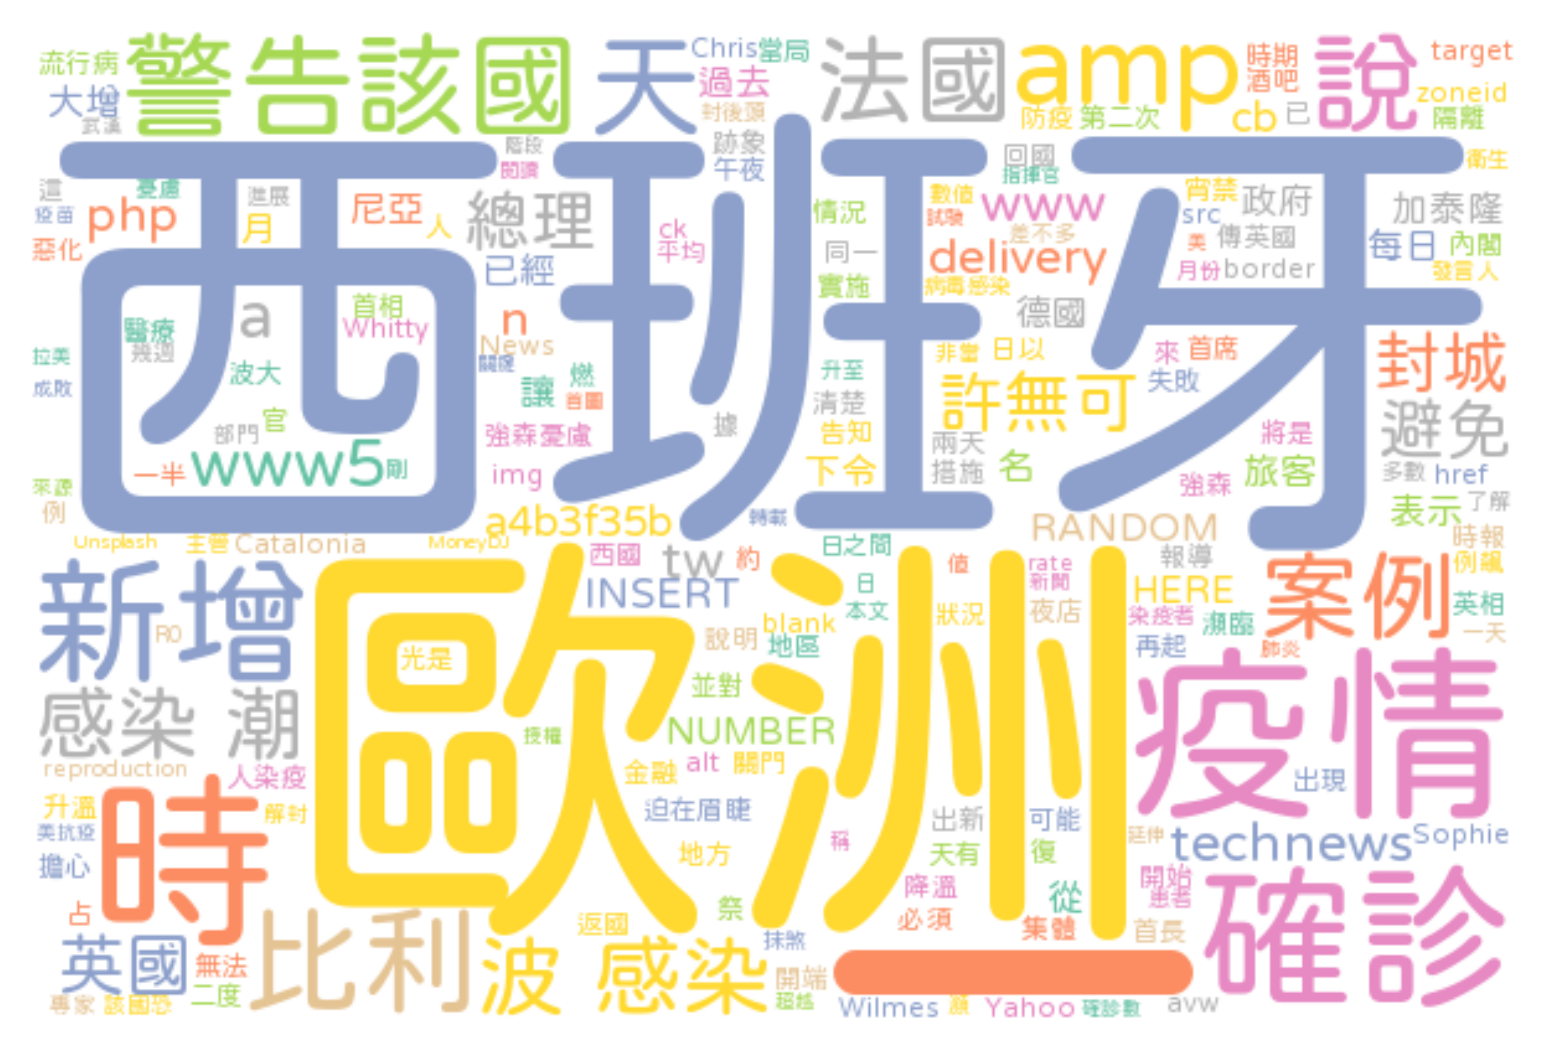 流行病 警告該國 天 Chris 當局 法國 amp 時期 說 target
大增 過去 酒吧 zoneid
武漢 封後頭 防疫 第二次 cb 已 隔離
西班牙
階段 跡象 回國 衛生
閱讀 午夜 指揮官
這 憂慮 進展 數值 宵禁 政府
疫苗 php 月 尼亞 人 總理 情況 試驗 www src 加泰隆
惡化 ck 差不多 美 傳英國 每日 內閣
平均 同一 delivery 月份 border 發言人
已經 實施 病毒感染
首相 a 德國
醫療 Whitty n
幾週 News 非當 日以 來 首席 封城
拉美 波大 關鍵 燃 升至 失敗
成敗 讓 首圖 清楚 許無可 避免
官 據
部門 強森憂慮 告知 兩天 將是
一半 www5 剛 img 下令 措施 名 強森 旅客 多數 href
來源 了解
例 a4b3f35b 轉載 RANDOM 表示
Unsplash 主管 Catalonia MoneyDJ 日之間 時報
西國 tw 約 值 rate 報導 例飆
新增 歐洲 INSERT 日 新聞 HERE 案例 英相
本文 狀況 夜店 染疫者 瀕臨 一天
R0 光是 說明 blank 地區 再起 肺炎
感染 潮 並對 疫情
授權 NUMBER
reproduction 人染疫 金融 alt 關門 出現
升溫 時 解封 迫在眉睫 出新 可能 延伸 technews Sophie
美抗疫 稱
擔心 地方 天有 復
降溫 從 開始 確診
占 祭 患者
英國 比利 返國 必須 集體 首長
無法 波 感染 抹煞 一
二度 開端
專家 該國恐 超越 Wilmes 瀕 Yahoo 確診數 avw